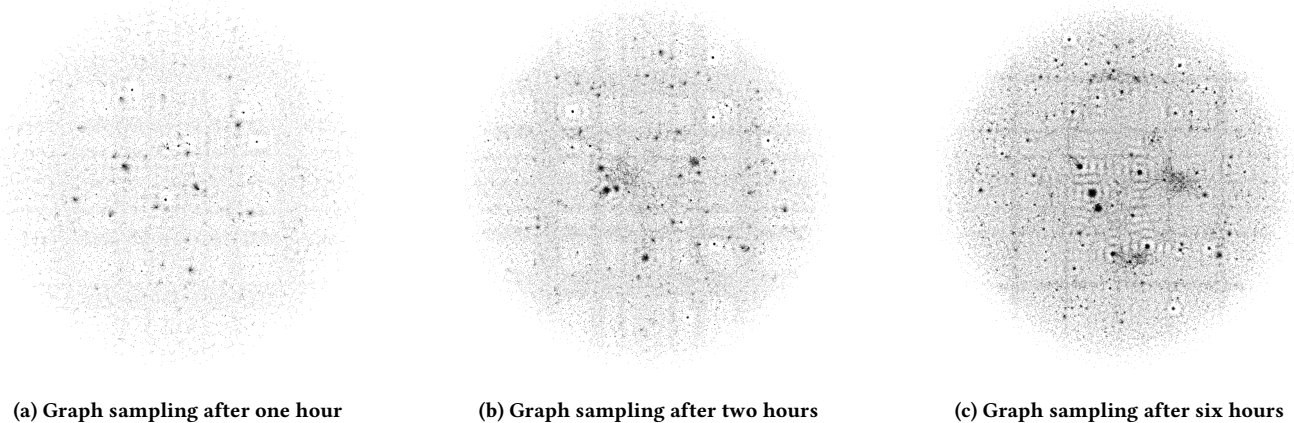 (a) Graph sampling after one hour
(b) Graph sampling after two hours
(c) Graph sampling after six hours